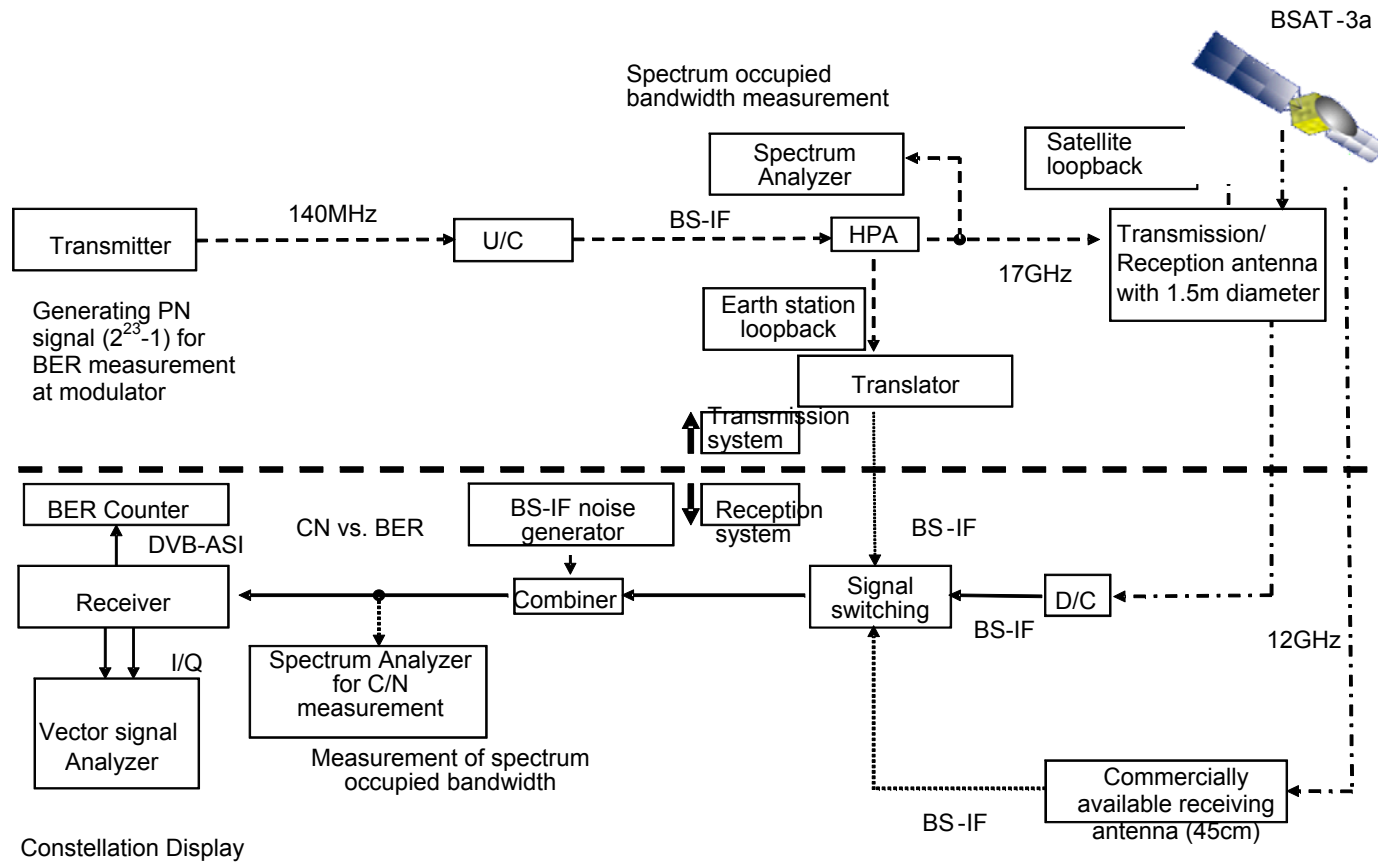 BSAT-3a
Spectrum occupied
bandwidth measurement
Spectrum
Analyzer
Satellite
loopback
140MHz
BS-IF
Transmitter
U/C
HPA
17GHz
Transmission/
Reception antenna
with 1.5m diameter
Generating PN
signal (2^23-1) for
BER measurement
at modulator
Earth station
loopback
Translator
Transmission
system
BER Counter
CN vs. BER
BS-IF noise
generator
Reception
system
BS-IF
DVB-ASI
Receiver
Combiner
Signal
switching
BS-IF
D/C
12GHz
I/Q
Spectrum Analyzer
for C/N
measurement
Vector signal
Analyzer
Measurement of spectrum
occupied bandwidth
BS-IF
Commercially
available receiving
antenna (45cm)
Constellation Display